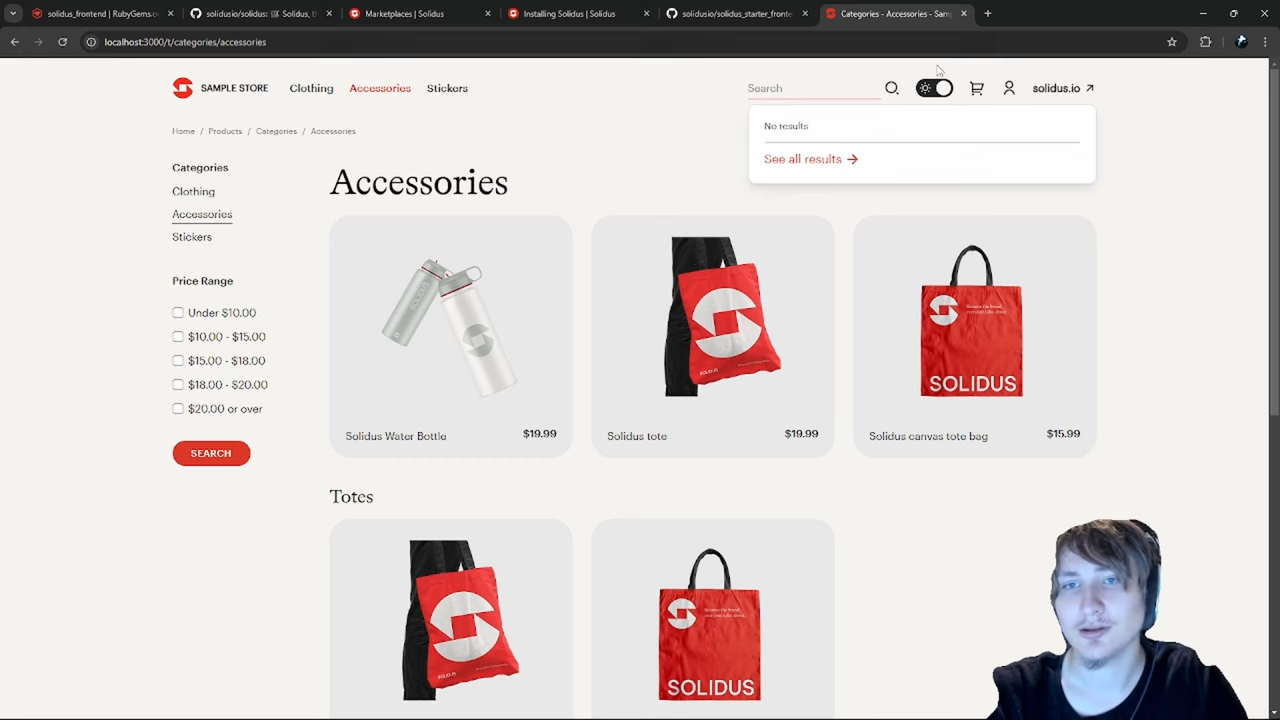 solidus_frontend | RubyGems.o
solidusio/solidus: Solidus, t
Marketplaces | Solidus
Installing Solidus | Solidus
solidusio/solidus_starter_fronte
Categories - Accessories - Sam
localhost:3000/t/categories/accessories
SAMPLE STORE
Clothing
Accessories
Stickers
Search
solidus.io
Home / Products / Categories / Accessories
No results
See all results
Categories
Clothing
Accessories
Stickers
Price Range
Under $10.00
$10.00 - $15.00
$15.00 - $18.00
$18.00 - $20.00
$20.00 or over
SEARCH
Accessories
SOLIDUS
SOLIDUS
SOLIDUS
Solidus Water Bottle
$19.99
Solidus tote
$19.99
Solidus canvas tote bag
$15.99
Totes
SOLIDUS
SOLIDUS